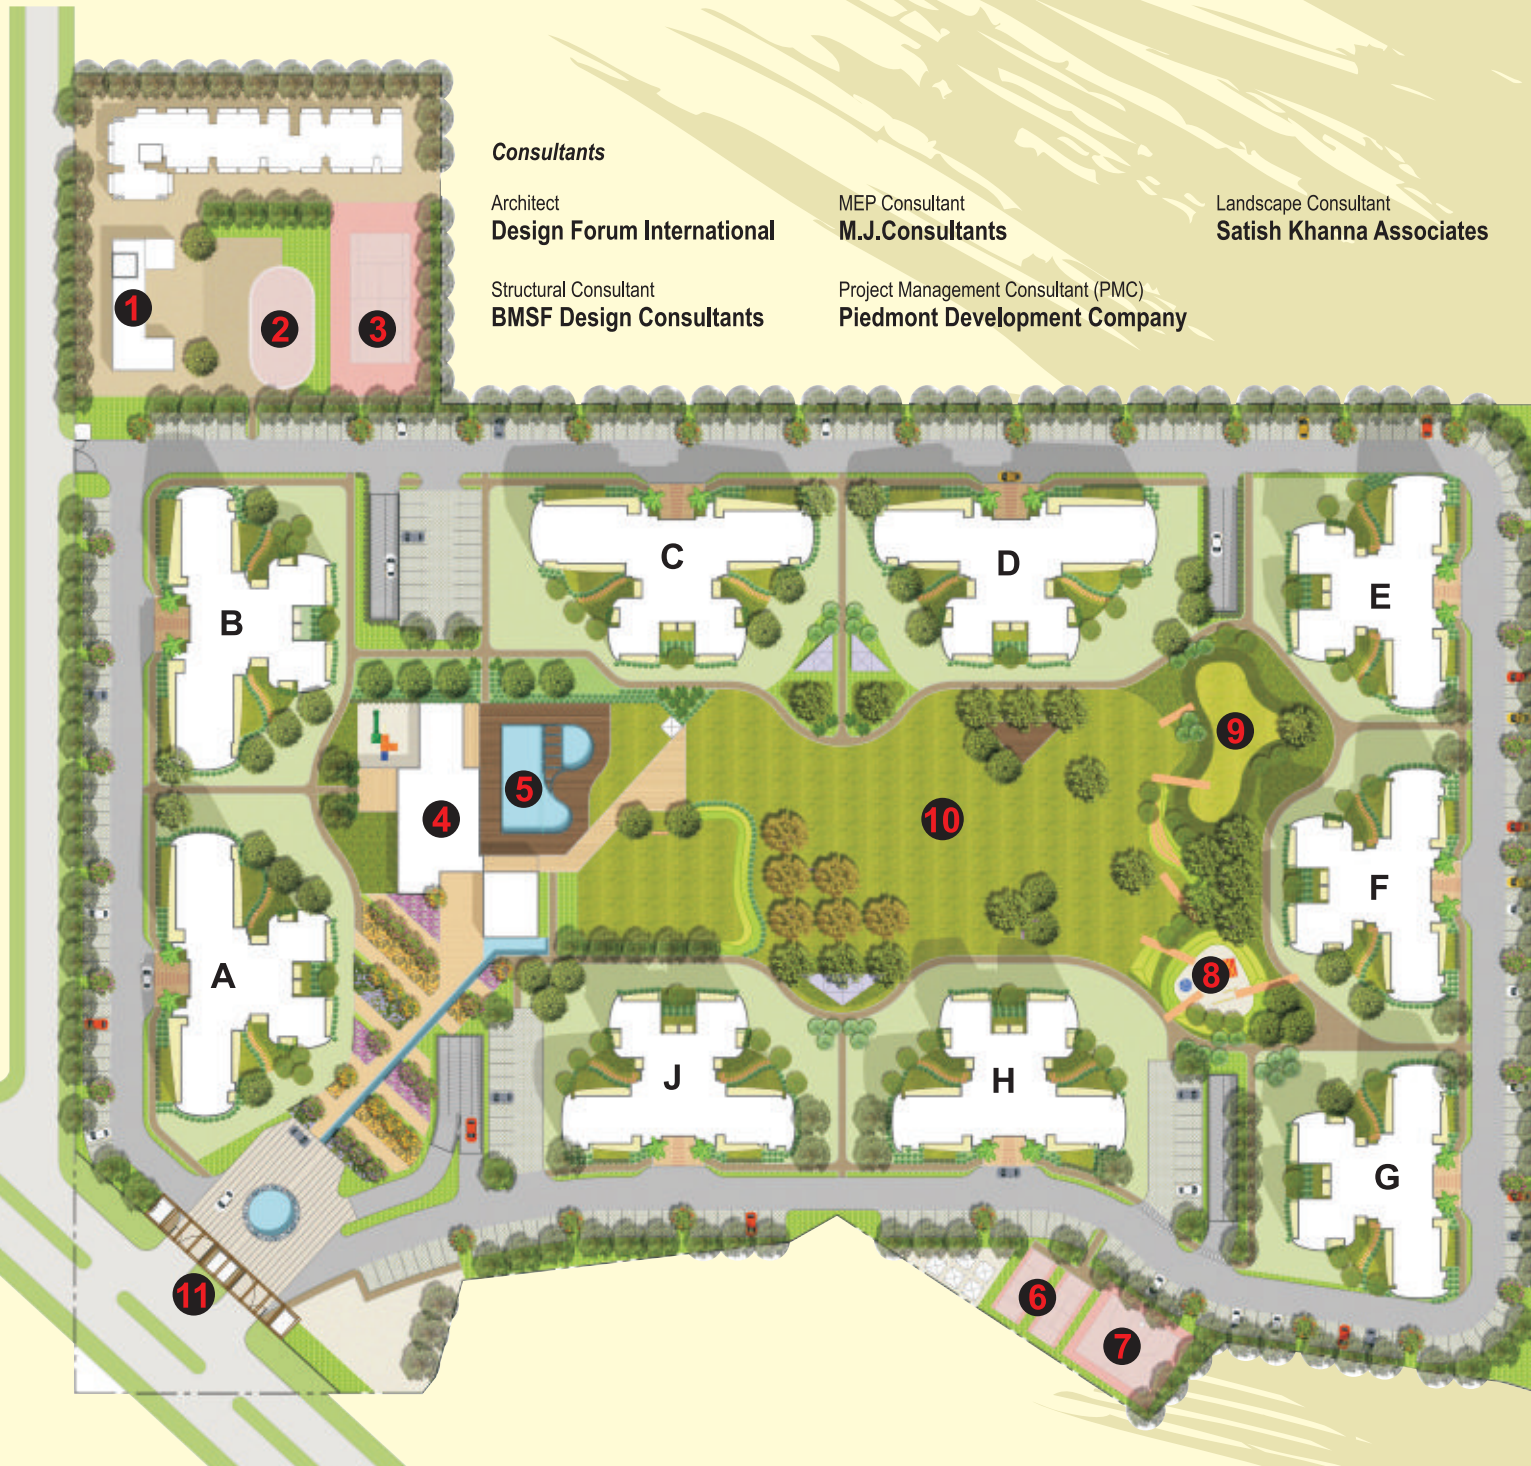 Consultants
Architect
Design Forum International
MEP Consultant
M.J.Consultants
Landscape Consultant
Satish Khanna Associates
Structural Consultant
BMSF Design Consultants
Project Management Consultant (PMC)
Piedmont Development Company
1
2
3
C
D
E
B
9
5
4
10
F
A
8
J
H
G
11
6
7